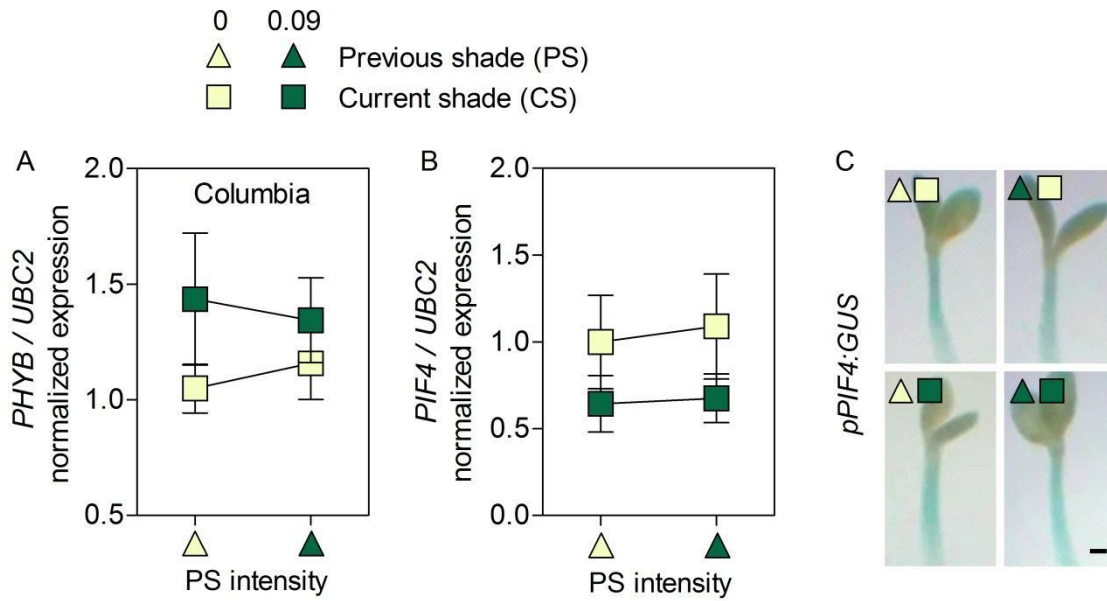 0 0.09
Previous shade (PS)
Current shade (CS)
A
Columbia
PHYB / UBC2
normalized expression
2.0
1.5
1.0
0.5
PS intensity
B
PIF4 / UBC2
normalized expression
2.0
1.5
1.0
0.5
0.0
PS intensity
C
pPIF4:GUS